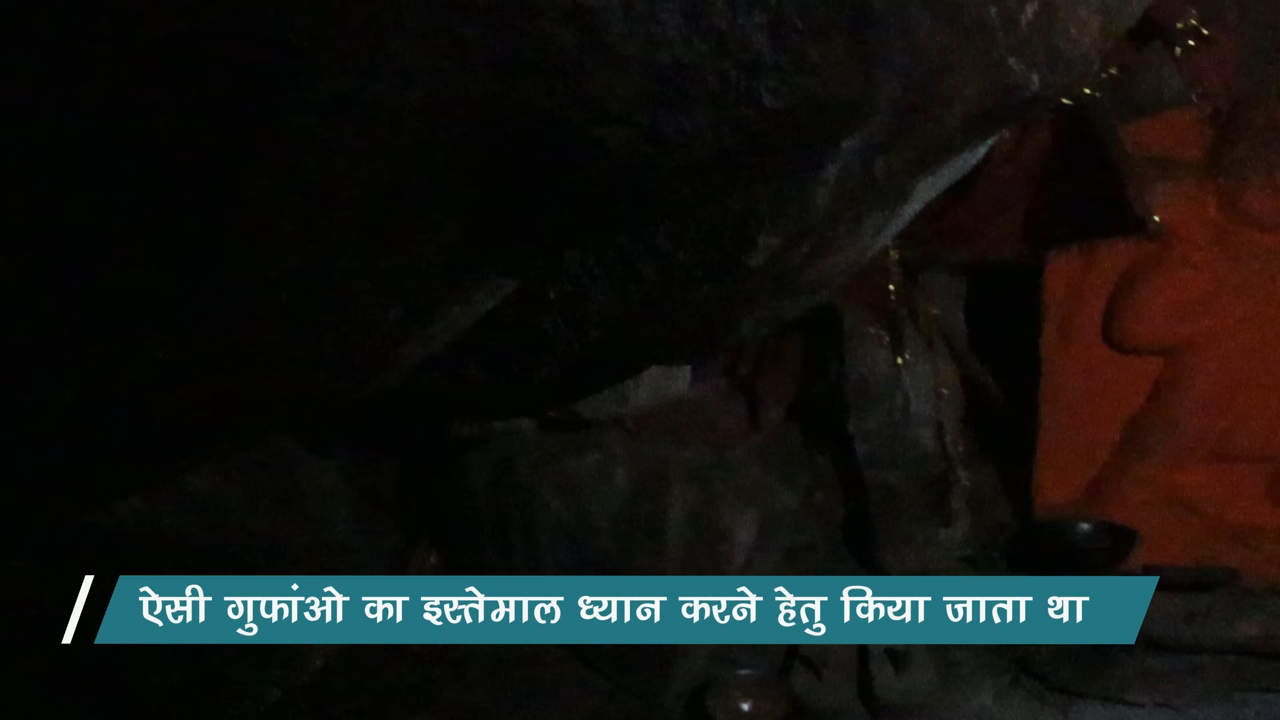 ऐसी गुफांओ का इस्तेमाल ध्यान करने हेतु किया जाता था